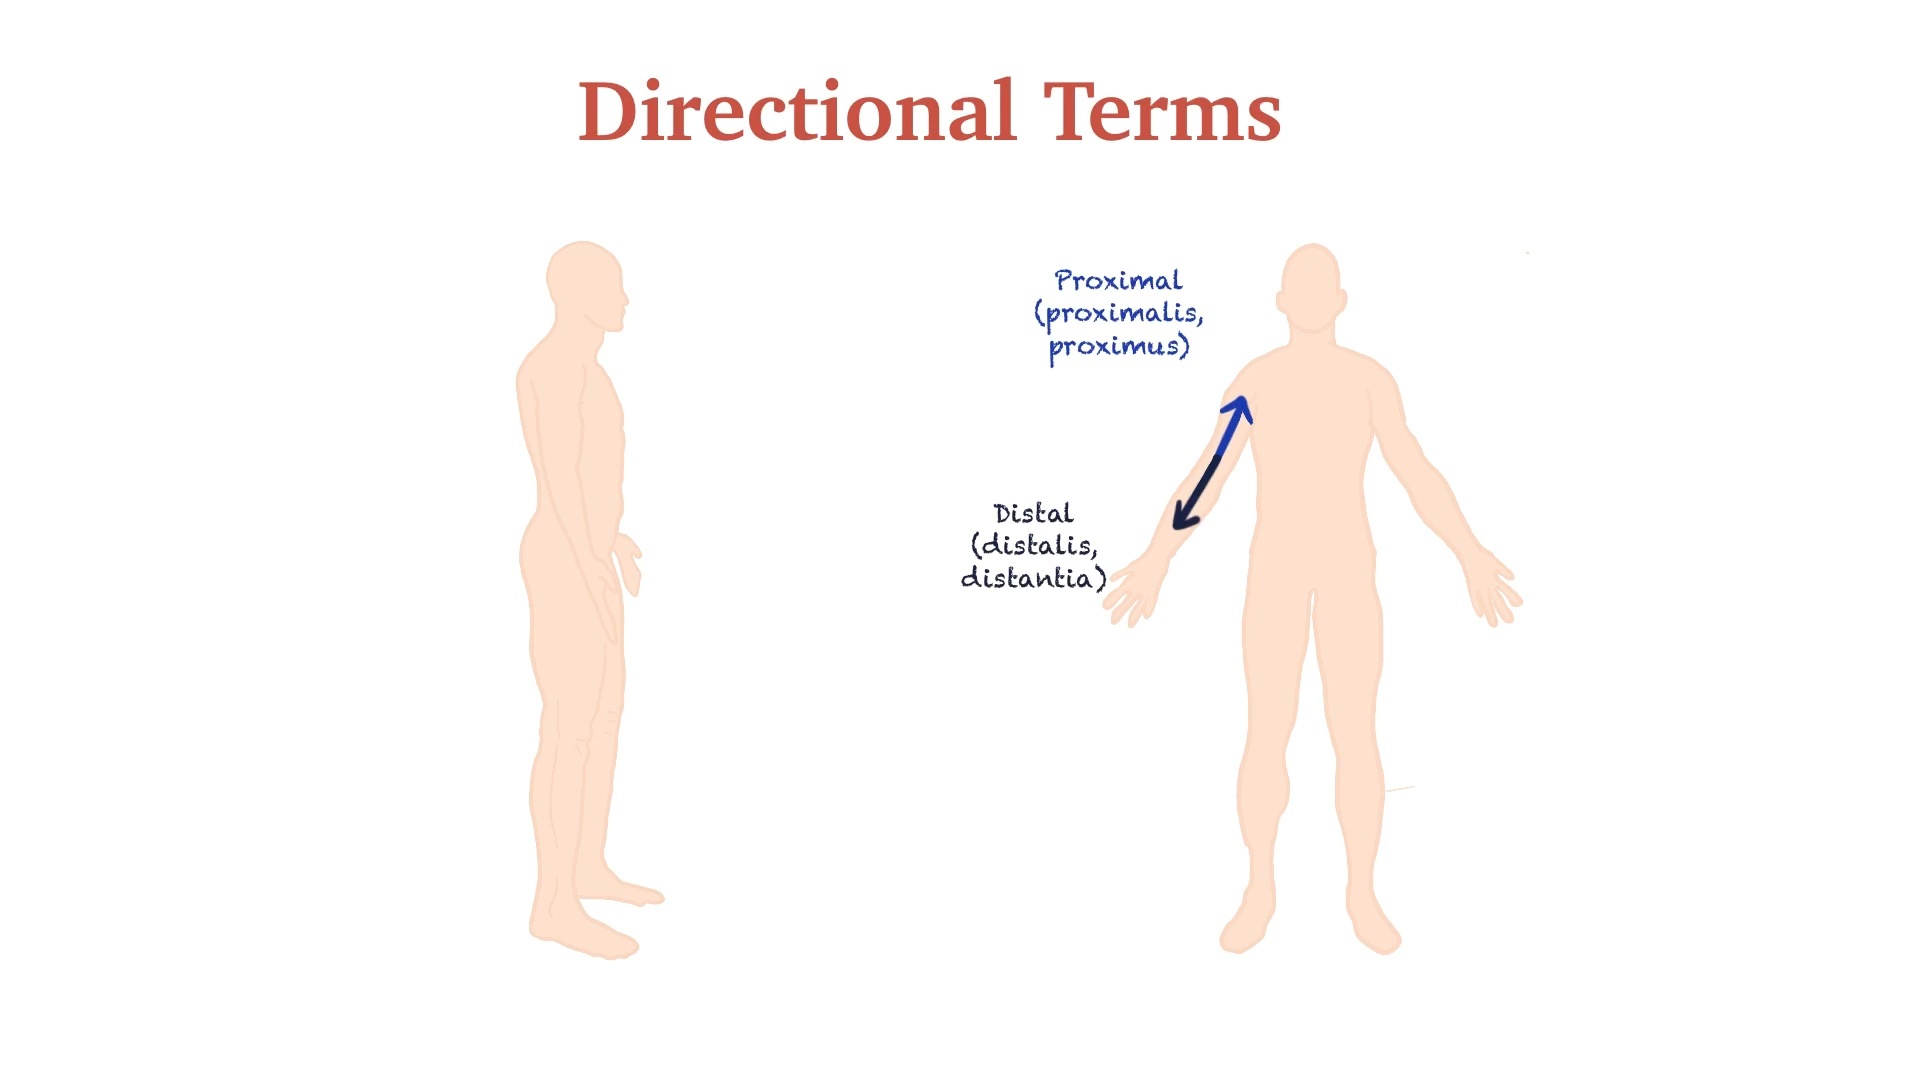 Directional Terms
Proximal
(proximalis,
proximus)
Distal
(distalis,
distantia)